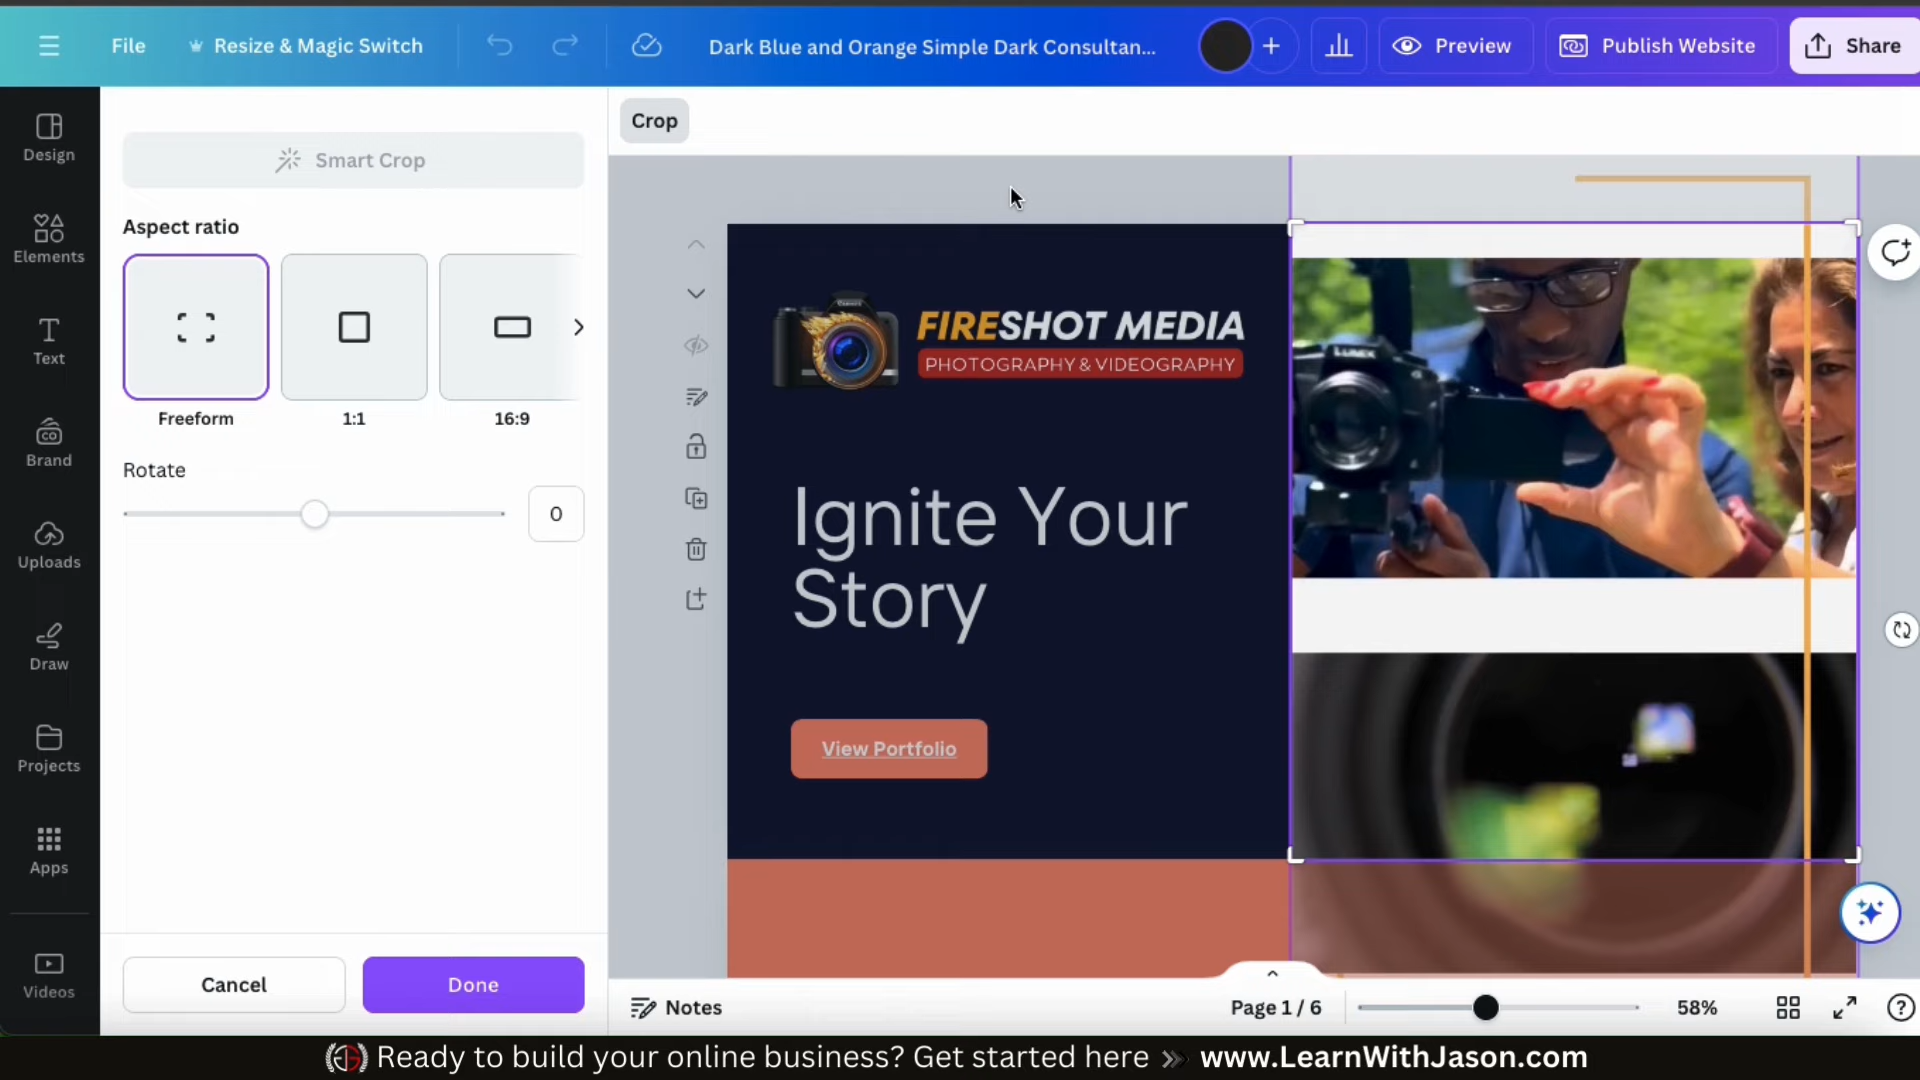 File
Resize & Magic Switch
Dark Blue and Orange Simple Dark Consultan...
Preview
Publish Website
Share
Design
Elements
Text
Brand
Uploads
Draw
Projects
Apps
Videos
Smart Crop
Aspect ratio
Freeform
1:1
16:9
Rotate
0
Cancel
Done
Crop
FIRESHOT MEDIA
PHOTOGRAPHY & VIDEOGRAPHY
Ignite Your
Story
View Portfolio
LUMIX
Notes
Page 1 / 6
58%
Ready to build your online business? Get started here
www.LearnWithJason.com